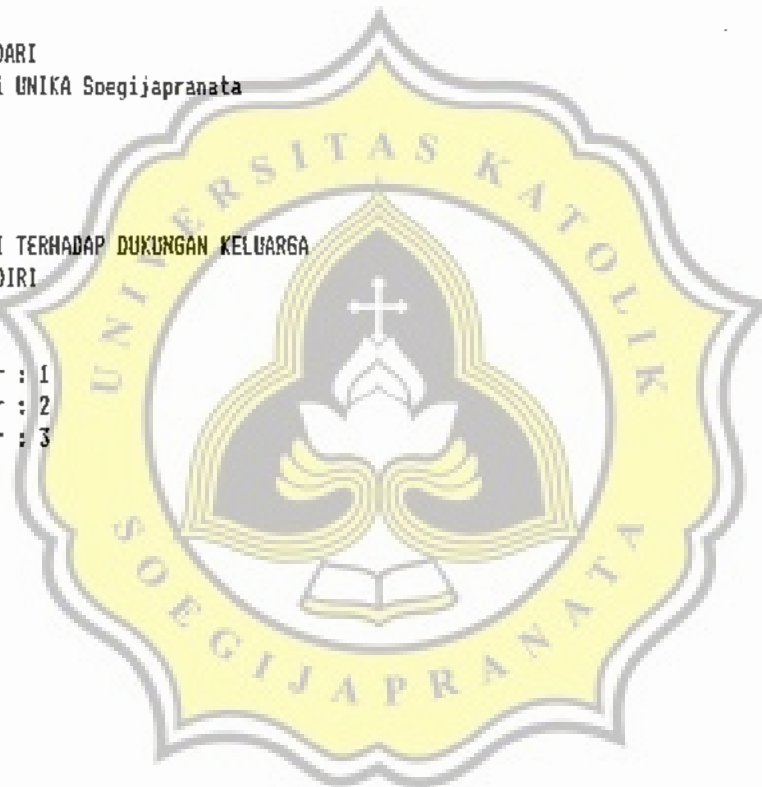 DARI
i UNIKA Soegijapranata
I TERHADAP DUKUNGAN KELUARGA
DIRI
r : 1
r : 2
r : 3
UNIVERSITAS KATOLIK
SOEGIJAPRANATA